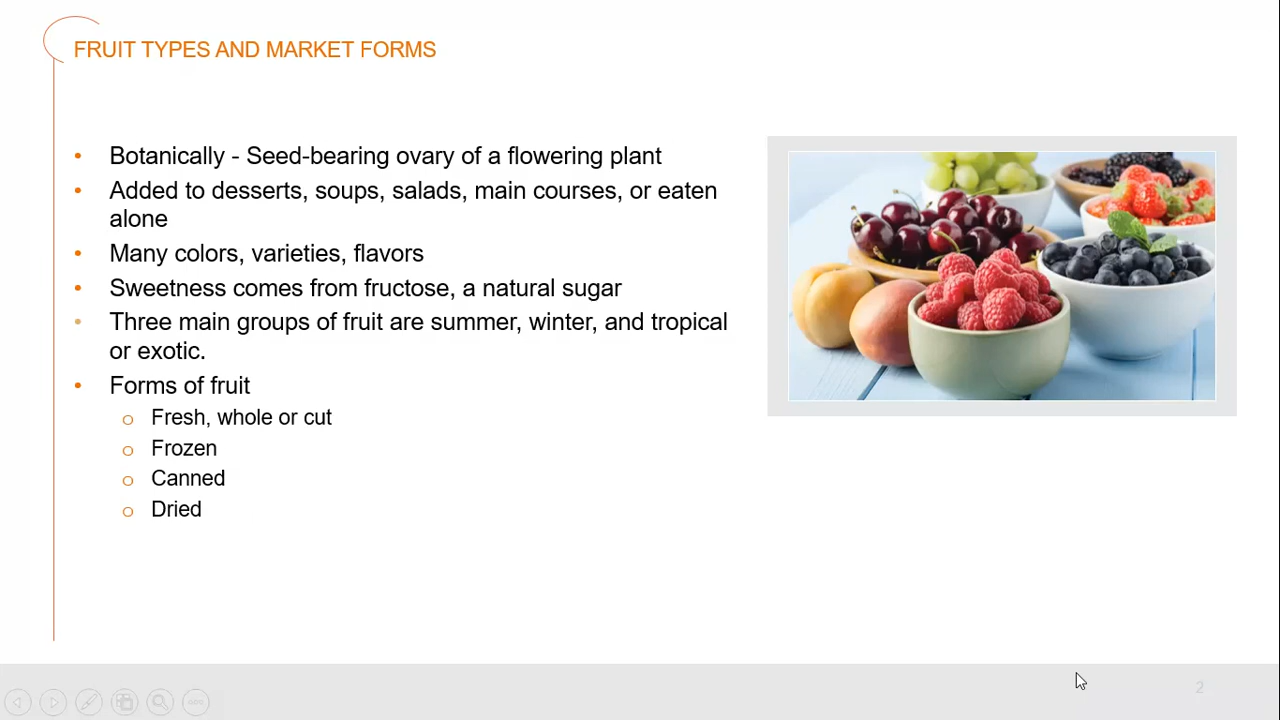 FRUIT TYPES AND MARKET FORMS
• Botanically - Seed-bearing ovary of a flowering plant
• Added to desserts, soups, salads, main courses, or eaten
alone
• Many colors, varieties, flavors
• Sweetness comes from fructose, a natural sugar
• Three main groups of fruit are summer, winter, and tropical
or exotic.
• Forms of fruit
o Fresh, whole or cut
o Frozen
o Canned
o Dried
2